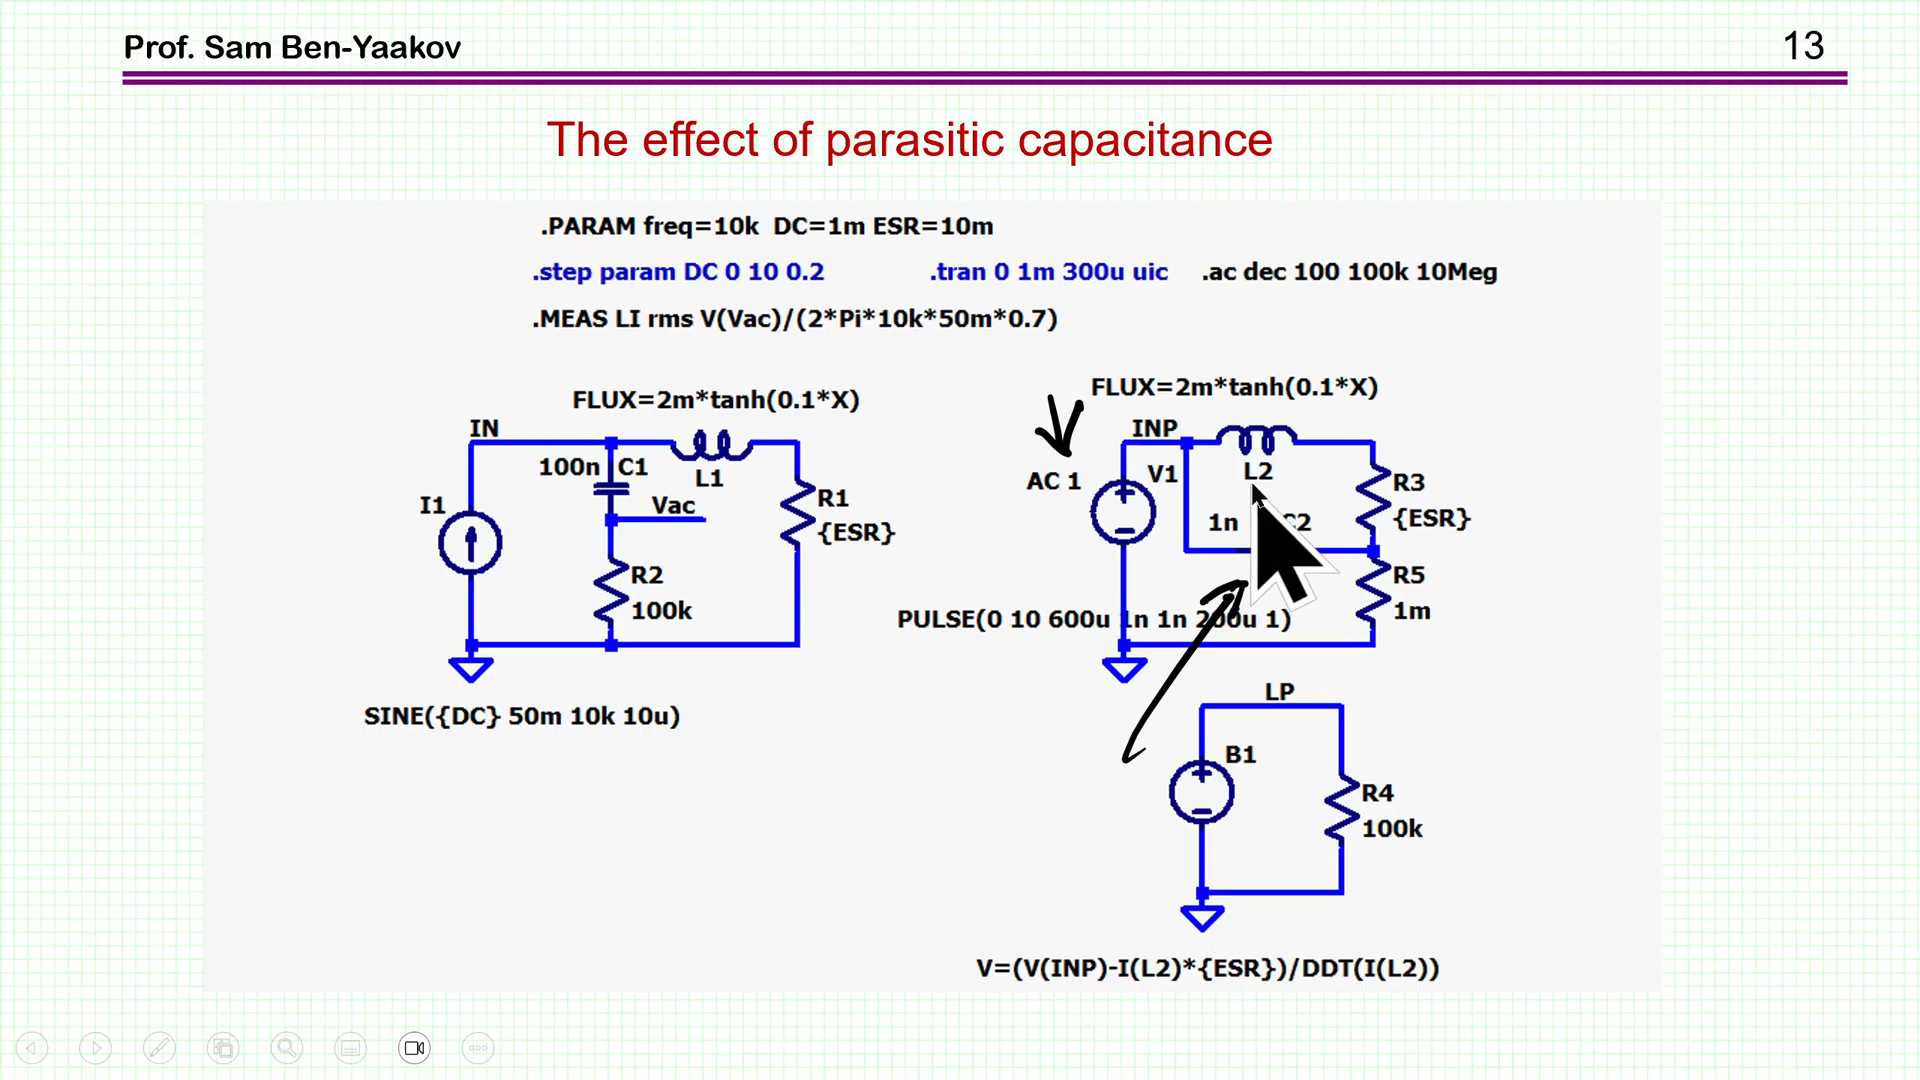 Prof. Sam Ben-Yaakov
13
The effect of parasitic capacitance
.PARAM freq=10k DC=1m ESR=10m
.step param DC 0 10 0.2
.tran 0 1m 300u uic
.ac dec 100 100k 10Meg
.MEAS LI rms V(Vac)/(2*Pi*10k*50m*0.7)
FLUX=2m*tanh(0.1*X)
IN
100n
C1
L1
Vac
I1
R1
{ESR}
R2
100k
SINE({DC} 50m 10k 10u)
FLUX=2m*tanh(0.1*X)
INP
AC 1
V1
L2
R3
{ESR}
1n
R5
1m
PULSE(0 10 600u 1n 1n 200u 1)
LP
B1
R4
100k
V=(V(INP)-I(L2)*{ESR})/DDT(I(L2))